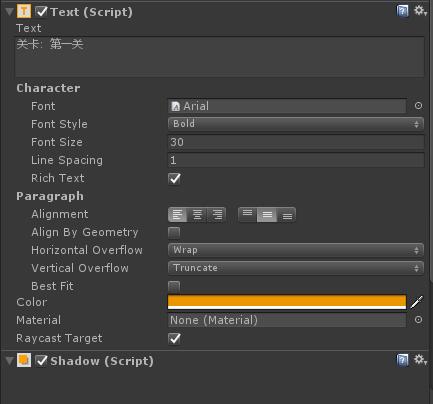 Text (Script)
Text
关卡: 第一关
Character
Font Arial
Font Style Bold
Font Size 30
Line Spacing 1
Rich Text
Paragraph
Alignment
Align By Geometry
Horizontal Overflow Wrap
Vertical Overflow Truncate
Best Fit
Color
Material None (Material)
Raycast Target
Shadow (Script)